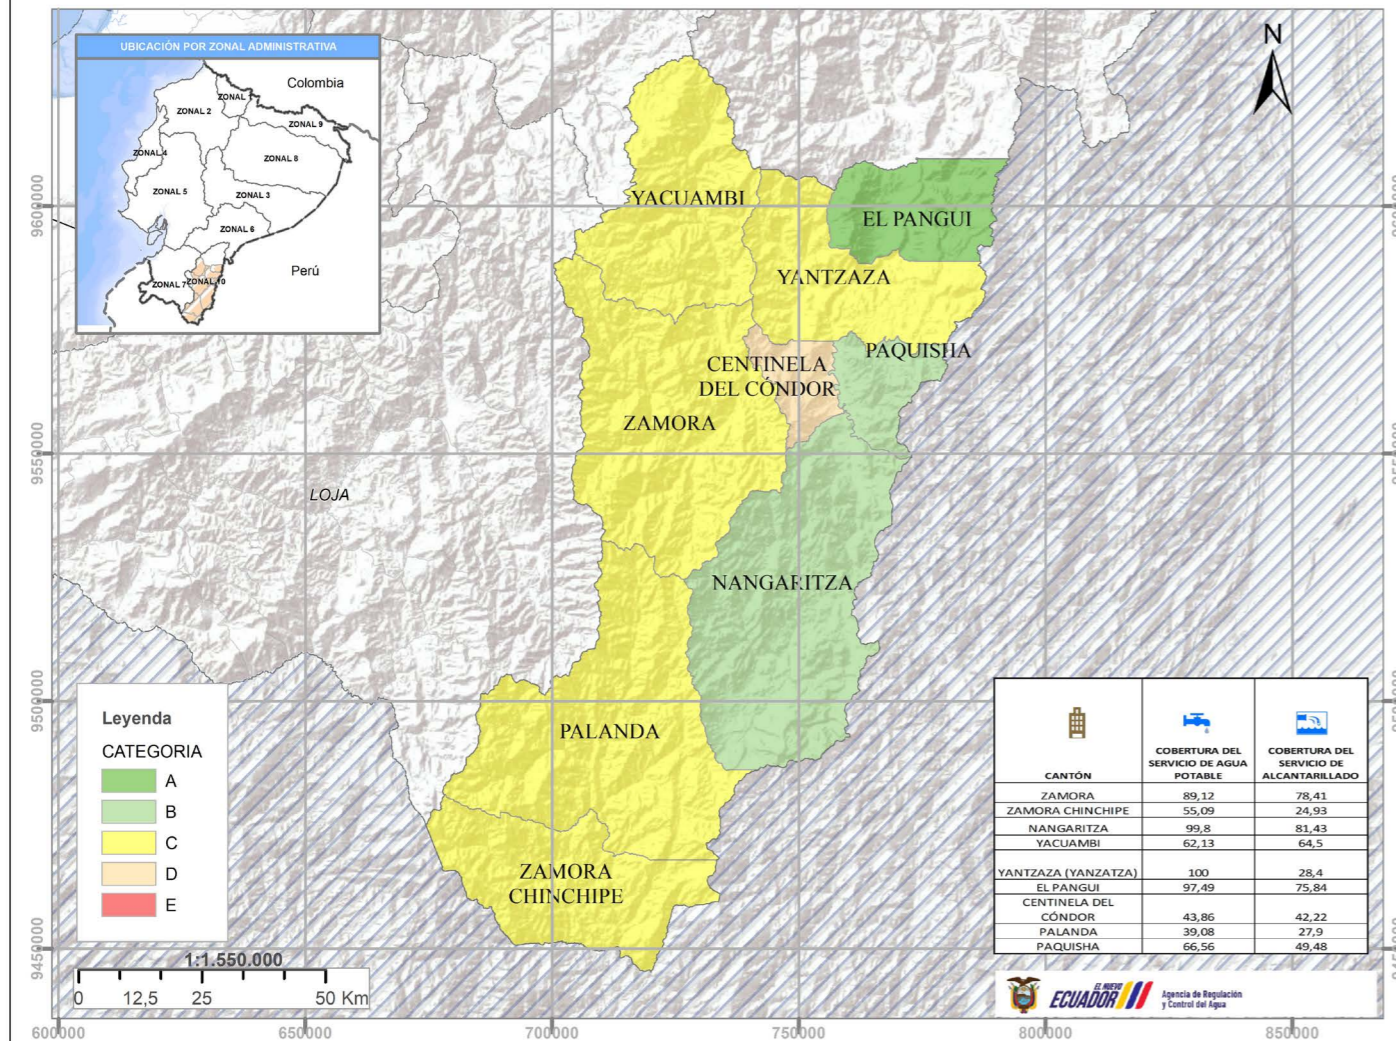 UBICACIÓN POR ZONAL ADMINISTRATIVA
Colombia
ZONAL 1
ZONAL 2
ZONAL 9
ZONAL 4
ZONAL 8
ZONAL 5
ZONAL 3
ZONAL 6
Perú
ZONAL 7
ZONAL 10
N
YACUAMBI
EL PANGUI
YANTZAZA
PAQUISHA
CENTINELA
DEL CÓNDOR
ZAMORA
LOJA
NANGARITZA
PALANDA
ZAMORA
CHINCHIPE
9600000
9550000
9500000
9450000
Leyenda
CATEGORIA
A
B
C
D
E
1:1.550.000
0 12,5 25 50 Km
600000 650000 700000 750000 800000 850000
CANTÓN
COBERTURA DEL
SERVICIO DE AGUA
POTABLE
COBERTURA DEL
SERVICIO DE
ALCANTARILLADO
ZAMORA 89,12 78,41
ZAMORA CHINCHIPE 55,09 24,93
NANGARITZA 99,8 81,43
YACUAMBI 62,13 64,5
YANTZAZA (YANZATZA) 100 28,4
EL PANGUI 97,49 75,84
CENTINELA DEL
CÓNDOR 43,86 42,22
PALANDA 39,08 27,9
PAQUISHA 66,56 49,48
EL NUEVO
ECUADOR
Agencia de Regulación
y Control del Agua